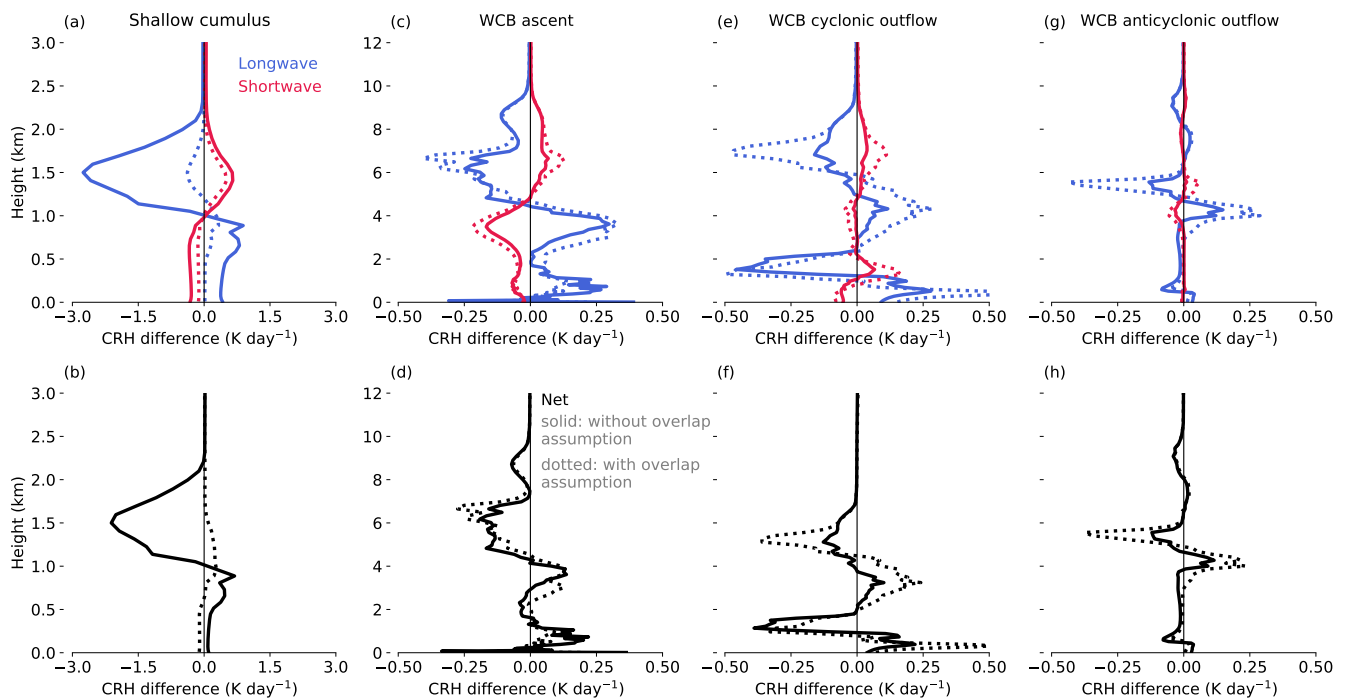 (a) Shallow cumulus
(c) WCB ascent
(e) WCB cyclonic outflow
(g) WCB anticyclonic outflow
Longwave
Shortwave
Height (km)
3.0
2.5
2.0
1.5
1.0
0.5
0.0
12
10
8
6
4
2
0
−3.0 −1.5 0.0 1.5 3.0
−0.50 −0.25 0.00 0.25 0.50
−0.50 −0.25 0.00 0.25 0.50
−0.50 −0.25 0.00 0.25 0.50
CRH difference (K day⁻¹)
CRH difference (K day⁻¹)
CRH difference (K day⁻¹)
CRH difference (K day⁻¹)
(b)
(d)
(f)
(h)
Net
solid: without overlap
assumption
dotted: with overlap
assumption
Height (km)
3.0
2.5
2.0
1.5
1.0
0.5
0.0
12
10
8
6
4
2
0
−3.0 −1.5 0.0 1.5 3.0
−0.50 −0.25 0.00 0.25 0.50
−0.50 −0.25 0.00 0.25 0.50
−0.50 −0.25 0.00 0.25 0.50
CRH difference (K day⁻¹)
CRH difference (K day⁻¹)
CRH difference (K day⁻¹)
CRH difference (K day⁻¹)